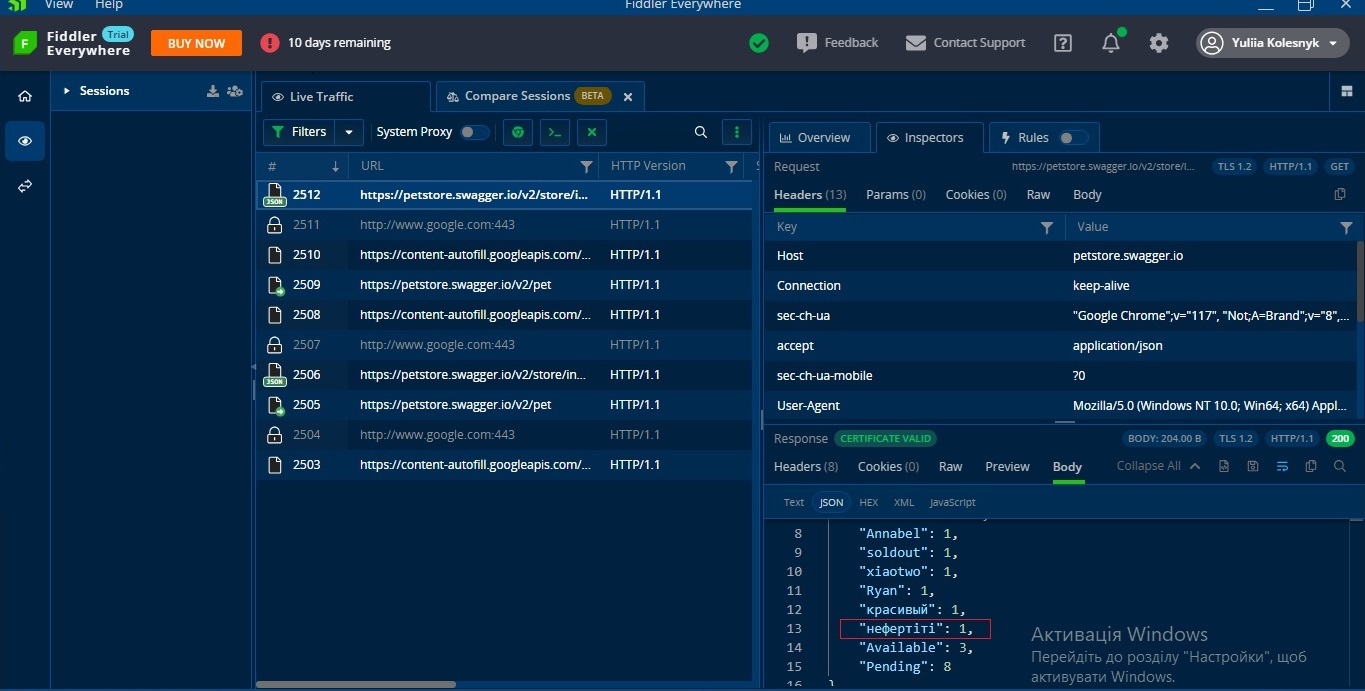 View Help Fiddler Everywhere
Fiddler Trial
Everywhere
BUY NOW
10 days remaining
Feedback
Contact Support
Yuliia Kolesnyk
Sessions
Live Traffic
Compare Sessions BETA
Filters
System Proxy
# URL HTTP Version
2512 https://petstore.swagger.io/v2/store/i... HTTP/1.1
2511 http://www.google.com:443 HTTP/1.1
2510 https://content-autofill.googleapis.com/... HTTP/1.1
2509 https://petstore.swagger.io/v2/pet HTTP/1.1
2508 https://content-autofill.googleapis.com/... HTTP/1.1
2507 http://www.google.com:443 HTTP/1.1
2506 https://petstore.swagger.io/v2/store/in... HTTP/1.1
2505 https://petstore.swagger.io/v2/pet HTTP/1.1
2504 http://www.google.com:443 HTTP/1.1
2503 https://content-autofill.googleapis.com/... HTTP/1.1
Overview Inspectors Rules
Request https://petstore.swagger.io/v2/store/i... TLS 1.2 HTTP/1.1 GET
Headers (13) Params (0) Cookies (0) Raw Body
Key Value
Host petstore.swagger.io
Connection keep-alive
sec-ch-ua "Google Chrome";v="117", "Not;A=Brand";v="8",...
accept application/json
sec-ch-ua-mobile ?0
User-Agent Mozilla/5.0 (Windows NT 10.0; Win64; x64) Appl...
Response CERTIFICATE VALID BODY: 204.00 B TLS 1.2 HTTP/1.1 200
Headers (8) Cookies (0) Raw Preview Body Collapse All
Text JSON HEX XML JavaScript
8 "Annabel": 1,
9 "soldout": 1,
10 "xiaotwo": 1,
11 "Ryan": 1,
12 "красивый": 1,
13 "нефертіті": 1,
14 "Available": 3,
15 "Pending": 8
16 }
Активація Windows
Перейдіть до розділу "Настройки", щоб
активувати Windows.